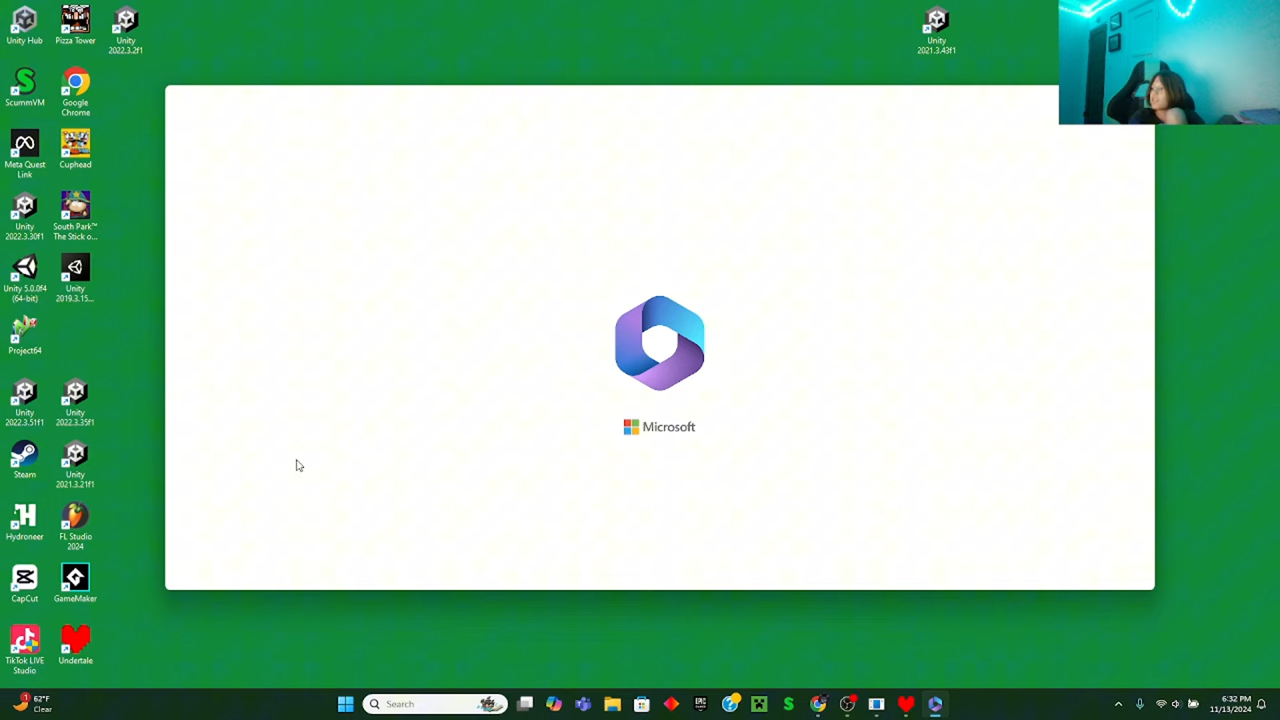 Unity Hub
Pizza Tower
Unity
2022.3.2f1
Unity
2021.3.43f1
ScummVM
Google
Chrome
Meta Quest
Link
Cuphead
Unity
2022.3.30f1
South Park™
The Stick o...
Unity 5.0.0f4
(64-bit)
Unity
2019.3.15...
Project64
Unity
2022.3.51f1
Unity
2022.3.35f1
Steam
Unity
2021.3.21f1
Hydroneer
FL Studio
2024
CapCut
GameMaker
TikTok LIVE
Studio
Undertale
Microsoft
1
62°F
Clear
Search
EPIC
6:32 PM
11/13/2024